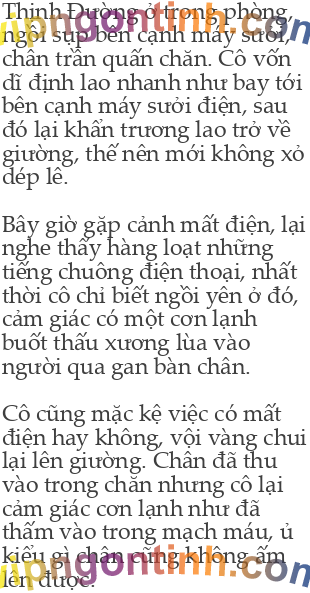 Thịnh Đường ở trong phòng,
upngontinh.com
ngồi sụp bên cạnh máy sưởi,
chân trần quấn chăn. Cô vốn
dĩ định lao nhanh như bay tới
bên cạnh máy sưởi điện, sau
đó lại khẩn trương lao trở về
giường, thế nên mới không xỏ
dép lê.
Bây giờ gặp cảnh mất điện, lại
nghe thấy hàng loạt những
tiếng chuông điện thoại, nhất
thời cô chỉ biết ngồi yên ở đó,
cảm giác có một cơn lạnh
buốt thấu xương lùa vào
người qua gan bàn chân.
Cô cũng mặc kệ việc có mất
điện hay không, vội vàng chui
lại lên giường. Chân đã thu
vào trong chăn nhưng cô lại
cảm giác cơn lạnh như đã
thấm vào trong mạch máu, ủ
kiểu gì chân cũng không ấm
upngontinh.com
lên được.